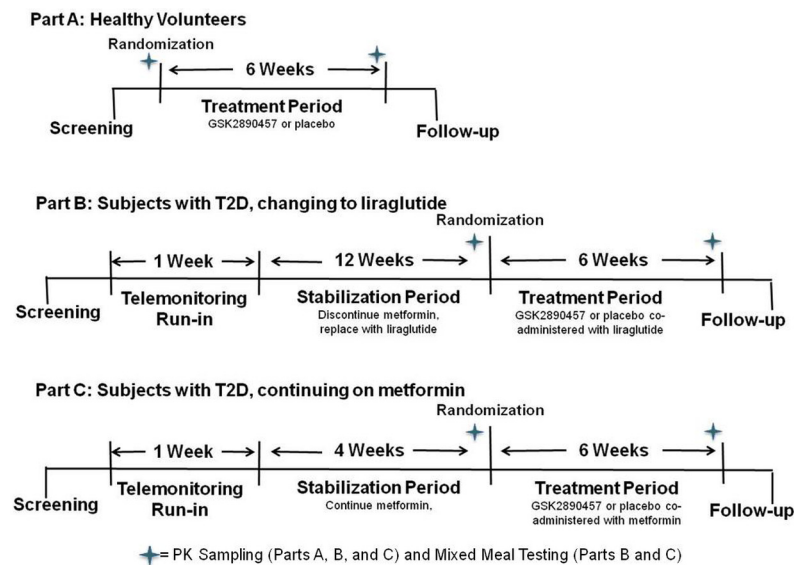 Part A: Healthy Volunteers
Randomization
6 Weeks
Treatment Period
GSK2890457 or placebo
Screening
Follow-up
Part B: Subjects with T2D, changing to liraglutide
Randomization
1 Week
12 Weeks
6 Weeks
Telemonitoring
Run-in
Stabilization Period
Discontinue metformin,
replace with liraglutide
Treatment Period
GSK2890457 or placebo co-
administered with liraglutide
Screening
Follow-up
Part C: Subjects with T2D, continuing on metformin
Randomization
1 Week
4 Weeks
6 Weeks
Telemonitoring
Run-in
Stabilization Period
Continue metformin,
Treatment Period
GSK2890457 or placebo co-
administered with metformin
Screening
Follow-up
= PK Sampling (Parts A, B, and C) and Mixed Meal Testing (Parts B and C)